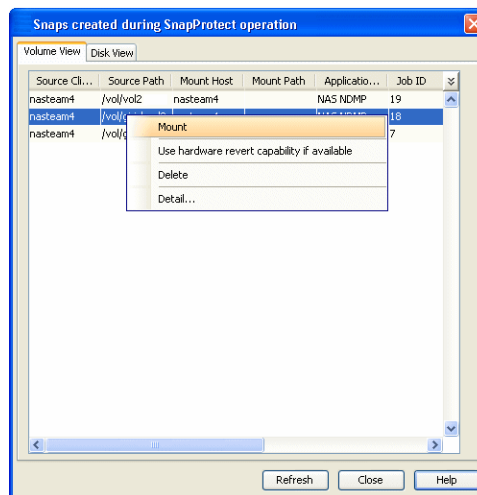 Snaps created during SnapProtect operation
Volume View Disk View
Source Cli... Source Path Mount Host Mount Path Applicatio... Job ID
nasteam4 /vol/vol2 nasteam4 NAS NDMP 19
nasteam4 18
nasteam4 7
Mount
Use hardware revert capability if available
Delete
Detail...
Refresh Close Help